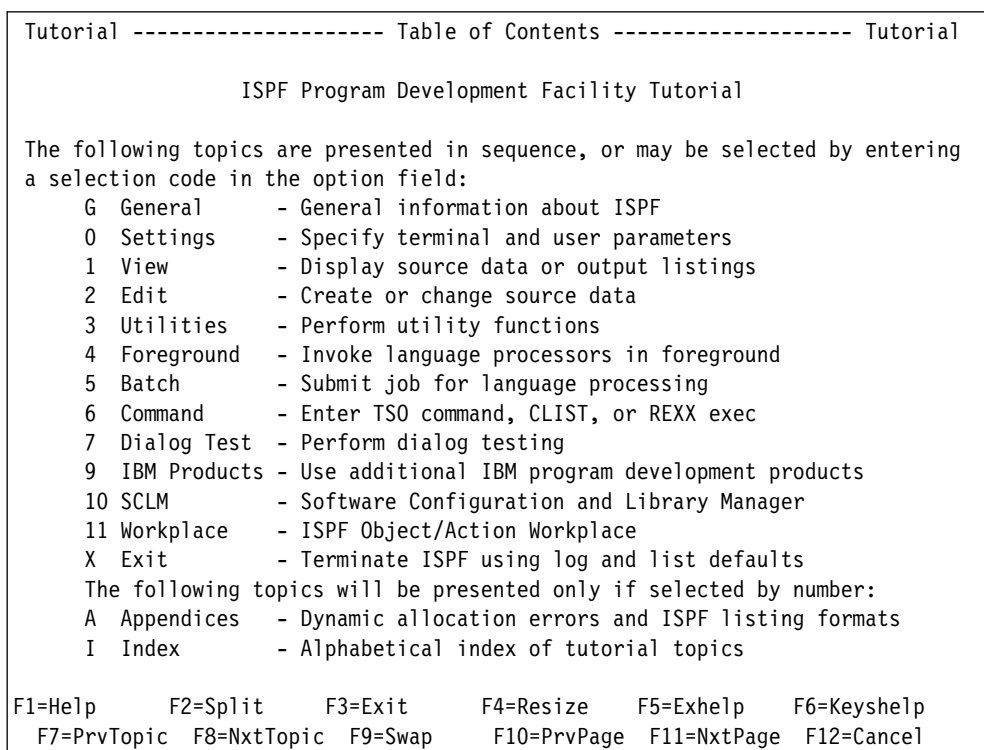 Tutorial --------------------- Table of Contents -------------------- Tutorial
ISPF Program Development Facility Tutorial
The following topics are presented in sequence, or may be selected by entering
a selection code in the option field:
G General - General information about ISPF
0 Settings - Specify terminal and user parameters
1 View - Display source data or output listings
2 Edit - Create or change source data
3 Utilities - Perform utility functions
4 Foreground - Invoke language processors in foreground
5 Batch - Submit job for language processing
6 Command - Enter TSO command, CLIST, or REXX exec
7 Dialog Test - Perform dialog testing
9 IBM Products - Use additional IBM program development products
10 SCLM - Software Configuration and Library Manager
11 Workplace - ISPF Object/Action Workplace
X Exit - Terminate ISPF using log and list defaults
The following topics will be presented only if selected by number:
A Appendices - Dynamic allocation errors and ISPF listing formats
I Index - Alphabetical index of tutorial topics
F1=Help F2=Split F3=Exit F4=Resize F5=Exhelp F6=Keyshelp
F7=PrvTopic F8=NxtTopic F9=Swap F10=PrvPage F11=NxtPage F12=Cancel